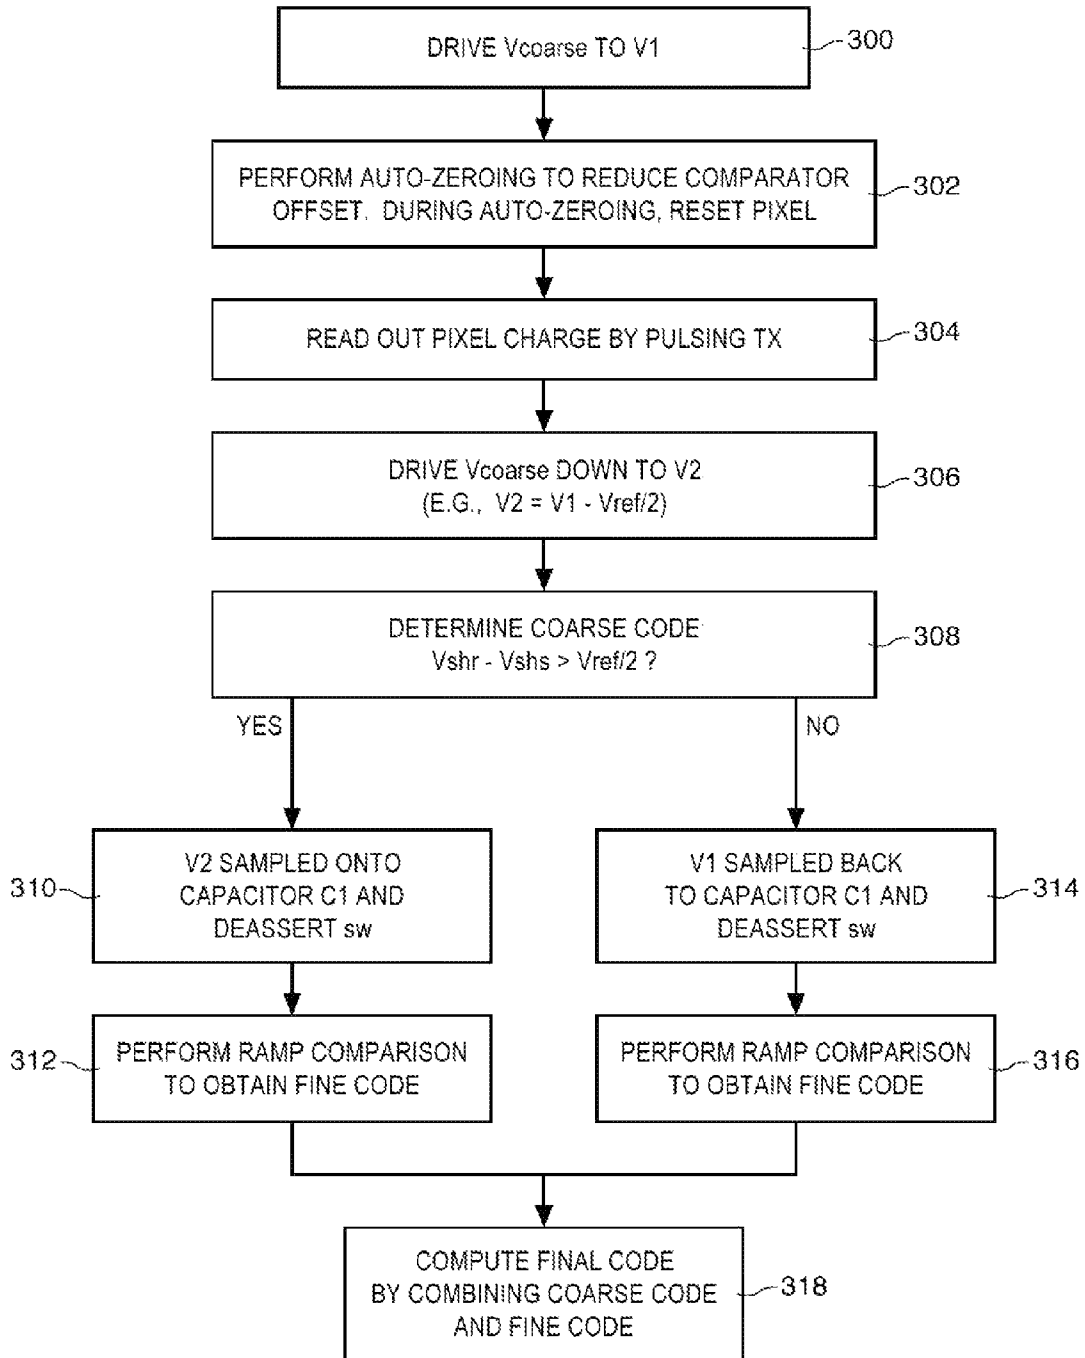 DRIVE Vcoarse TO V1
300
PERFORM AUTO-ZEROING TO REDUCE COMPARATOR
OFFSET. DURING AUTO-ZEROING, RESET PIXEL
302
READ OUT PIXEL CHARGE BY PULSING TX
304
DRIVE Vcoarse DOWN TO V2
(E.G., V2 = V1 - Vref/2)
306
DETERMINE COARSE CODE
Vshr - Vshs > Vref/2 ?
308
YES
NO
310
V2 SAMPLED ONTO
CAPACITOR C1 AND
DEASSERT sw
V1 SAMPLED BACK
TO CAPACITOR C1 AND
DEASSERT sw
314
312
PERFORM RAMP COMPARISON
TO OBTAIN FINE CODE
PERFORM RAMP COMPARISON
TO OBTAIN FINE CODE
316
COMPUTE FINAL CODE
BY COMBINING COARSE CODE
AND FINE CODE
318